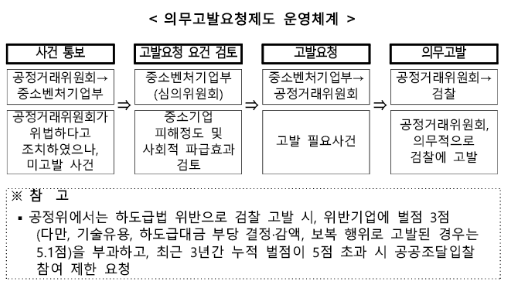 < 의무고발요청제도 운영체계 >
사건 통보
고발요청 요건 검토
고발요청
의무고발
공정거래위원회→
중소벤처기업부
중소벤처기업부
(심의위원회)
중소벤처기업부→
공정거래위원회
공정거래위원회→
검찰
⇒
⇒
⇒
공정거래위원회가
위법하다고
조치하였으나,
미고발 사건
중소기업
피해정도 및
사회적 파급효과
검토
고발 필요사건
공정거래위원회,
의무적으로
검찰에 고발
※ 참 고
▪ 공정위에서는 하도급법 위반으로 검찰 고발 시, 위반기업에 벌점 3점
(다만, 기술유용, 하도급대금 부당 결정·감액, 보복 행위로 고발된 경우는
5.1점)을 부과하고, 최근 3년간 누적 벌점이 5점 초과 시 공공조달입찰
참여 제한 요청